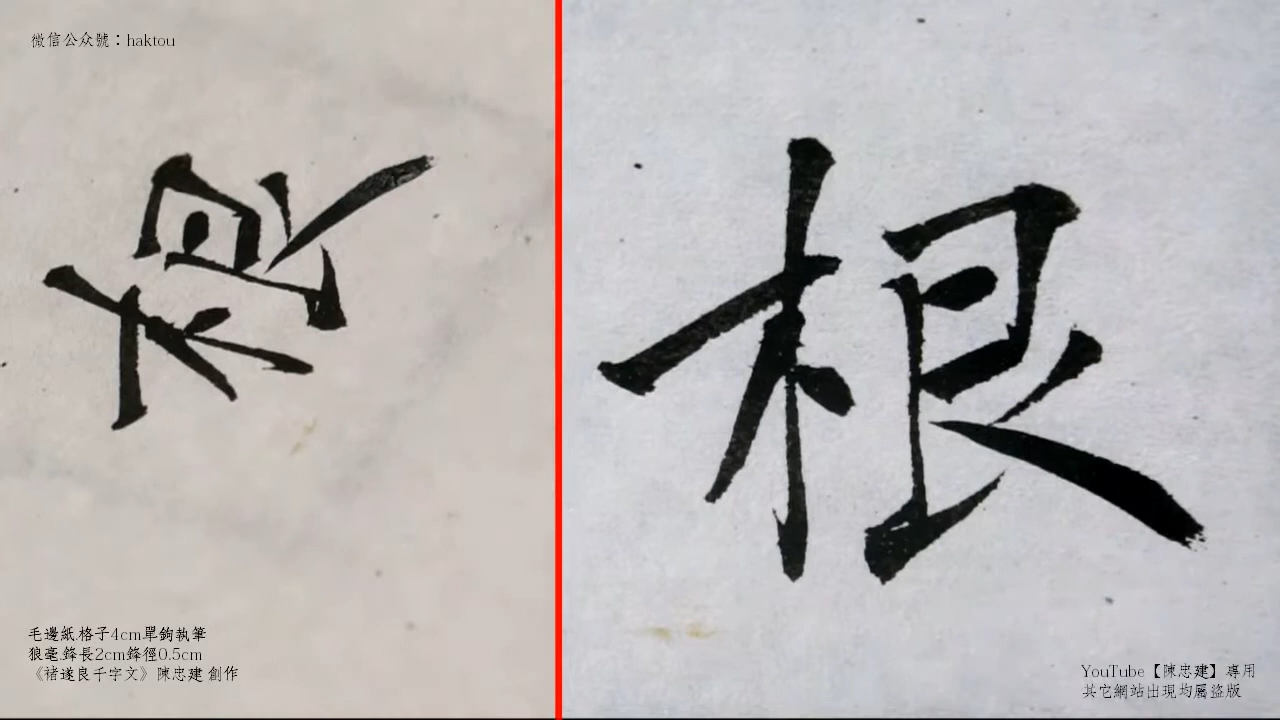 微信公众號：haktou
根
根
毛邊紙,格子4cm單鉤執筆
狼毫,鋒長2cm鋒徑0.5cm
《褚遂良千字文》陳忠建 創作
YouTube【陳忠建】專用
其它網站出現均屬盜版